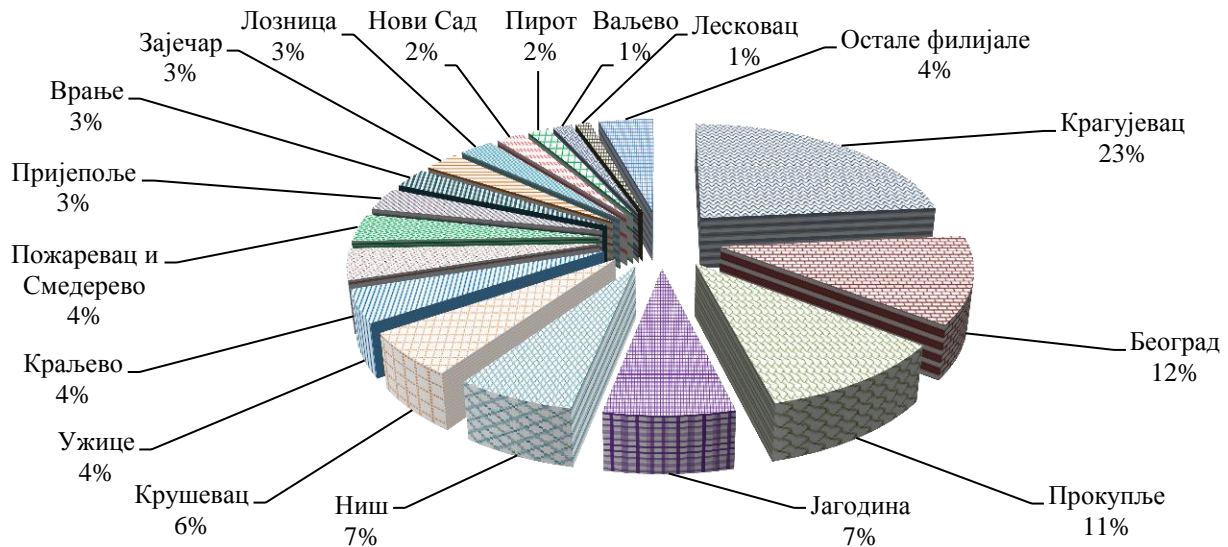 Лозница
3%
Нови Сад
2%
Пирот
2%
Ваљево
1%
Лесковац
1%
Остале филијале
4%
Крагујевац
23%
Београд
12%
Прокупље
11%
Јагодина
7%
Ниш
7%
Крушевац
6%
Ужице
4%
Краљево
4%
Пожаревац и
Смедерево
4%
Пријепоље
3%
Врање
3%
Зајечар
3%